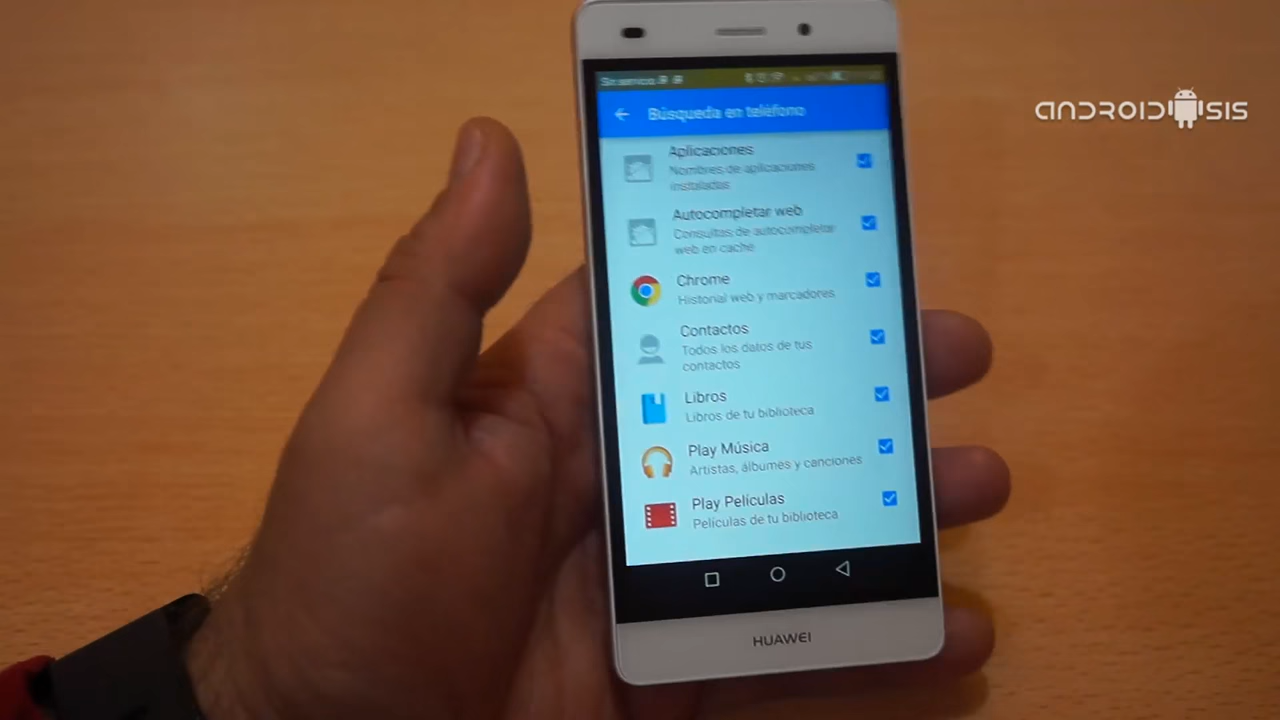 ANDROIDSIS
Búsqueda en teléfono
Aplicaciones
Nombres de aplicaciones
instaladas
Autocompletar web
Consultas de autocompletar
web en caché
Chrome
Historial web y marcadores
Contactos
Todos los datos de tus
contactos
Libros
Libros de tu biblioteca
Play Música
Artistas, álbumes y canciones
Play Películas
Películas de tu biblioteca
HUAWEI